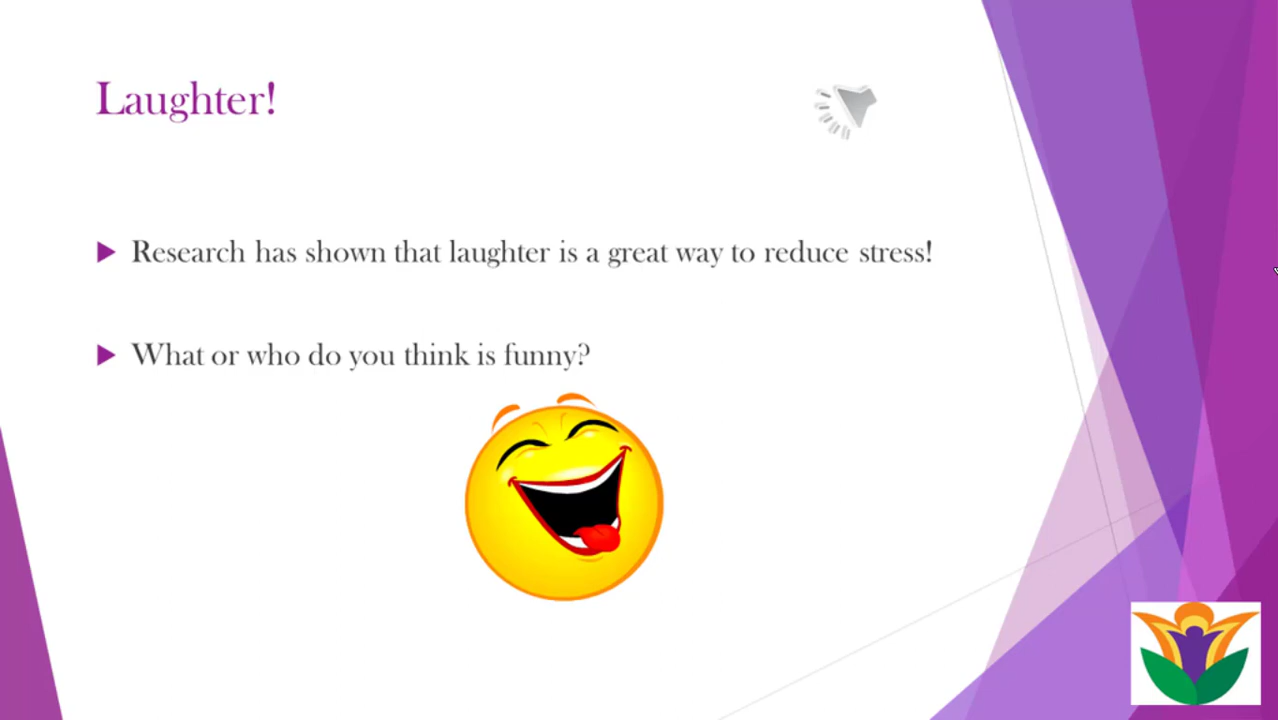 Laughter!
Research has shown that laughter is a great way to reduce stress!
What or who do you think is funny?